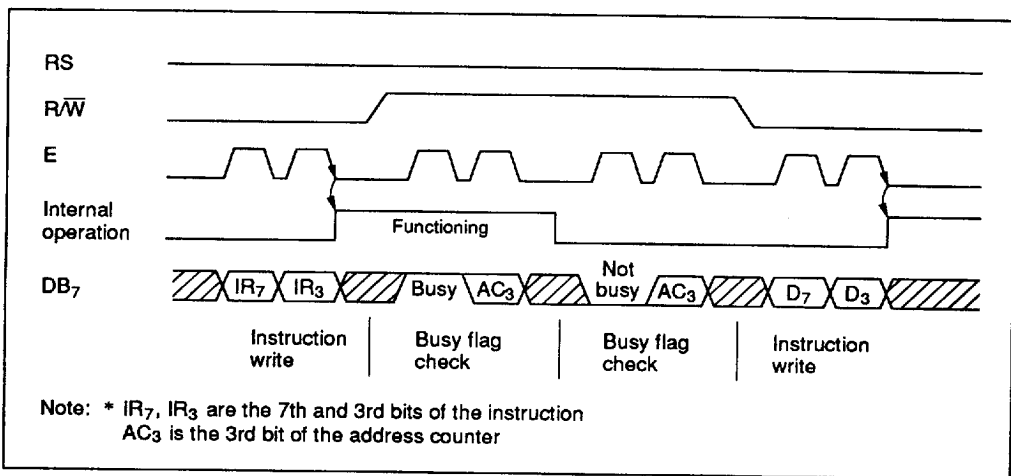 RS
R/W̅
E
Internal
operation
Functioning
DB7
IR7 IR3 Busy AC3 Not busy AC3 D7 D3
Instruction
write
Busy flag
check
Busy flag
check
Instruction
write
Note: * IR7, IR3 are the 7th and 3rd bits of the instruction
AC3 is the 3rd bit of the address counter